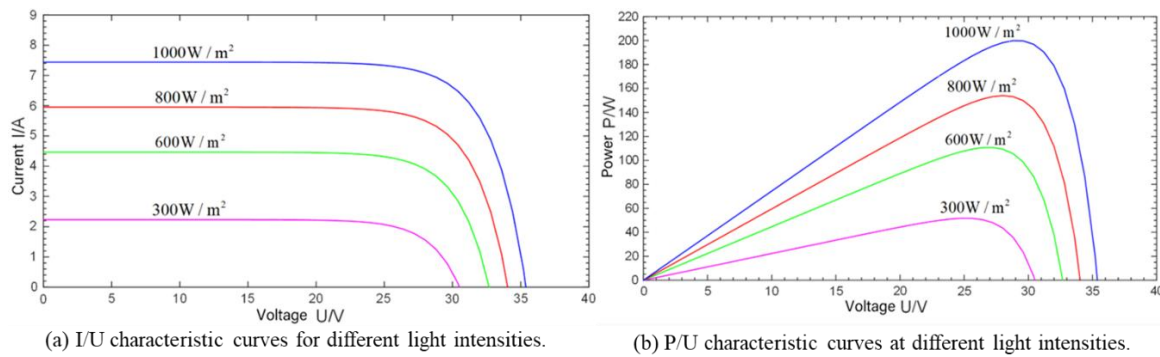 9
8
7
6
5
4
3
2
1
0
Current I/A
1000W / m²
800W / m²
600W / m²
300W / m²
0 5 10 15 20 25 30 35 40
Voltage U/V
(a) I/U characteristic curves for different light intensities.
220
200
180
160
140
120
100
80
60
40
20
0
Power P/W
1000W / m²
800W / m²
600W / m²
300W / m²
0 5 10 15 20 25 30 35 40
Voltage U/V
(b) P/U characteristic curves at different light intensities.